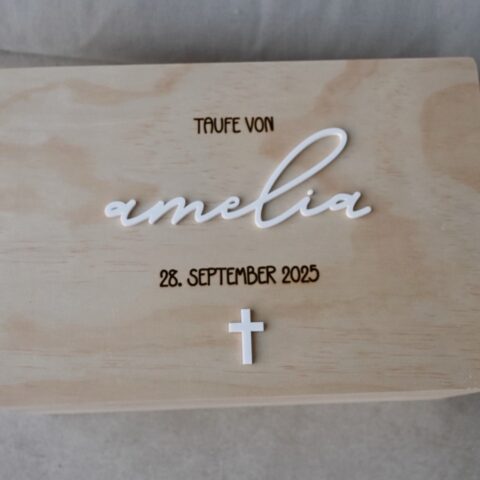 TAUFE VON
amelia
28. SEPTEMBER 2025